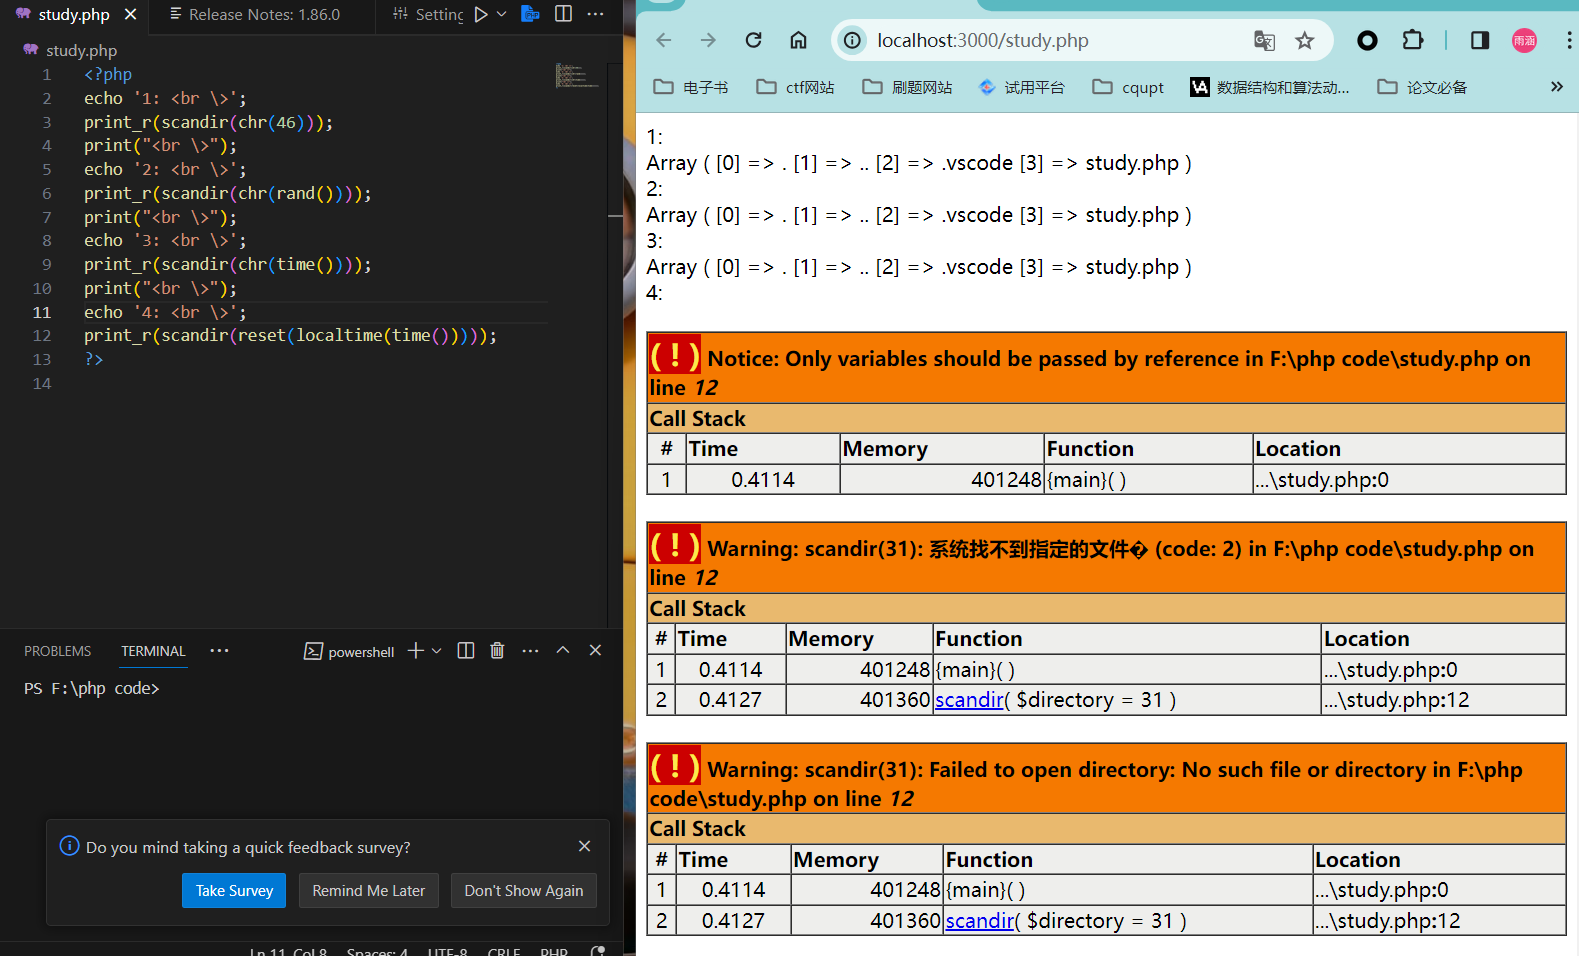 study.php
Release Notes: 1.86.0
Setting
study.php
1 <?php
2 echo '1: <br \>';
3 print_r(scandir(chr(46)));
4 print("<br \>");
5 echo '2: <br \>';
6 print_r(scandir(chr(rand())));
7 print("<br \>");
8 echo '3: <br \>';
9 print_r(scandir(chr(time())));
10 print("<br \>");
11 echo '4: <br \>';
12 print_r(scandir(reset(localtime(time()))));
13 ?>
14
PROBLEMS TERMINAL
powershell
PS F:\php code>
Do you mind taking a quick feedback survey?
Take Survey Remind Me Later Don't Show Again
Ln 11, Col 8 Spaces: 4 UTF-8 CRLF PHP
localhost:3000/study.php
雨涵
电子书 ctf网站 刷题网站 试用平台 cqupt 数据结构和算法动... 论文必备
1:
Array ( [0] => . [1] => .. [2] => .vscode [3] => study.php )
2:
Array ( [0] => . [1] => .. [2] => .vscode [3] => study.php )
3:
Array ( [0] => . [1] => .. [2] => .vscode [3] => study.php )
4:
( ! ) Notice: Only variables should be passed by reference in F:\php code\study.php on
line 12
Call Stack
# Time Memory Function Location
1 0.4114 401248 {main}( ) ...\study.php:0
( ! ) Warning: scandir(31): 系统找不到指定的文件� (code: 2) in F:\php code\study.php on
line 12
Call Stack
# Time Memory Function Location
1 0.4114 401248 {main}( ) ...\study.php:0
2 0.4127 401360 scandir( $directory = 31 ) ...\study.php:12
( ! ) Warning: scandir(31): Failed to open directory: No such file or directory in F:\php
code\study.php on line 12
Call Stack
# Time Memory Function Location
1 0.4114 401248 {main}( ) ...\study.php:0
2 0.4127 401360 scandir( $directory = 31 ) ...\study.php:12